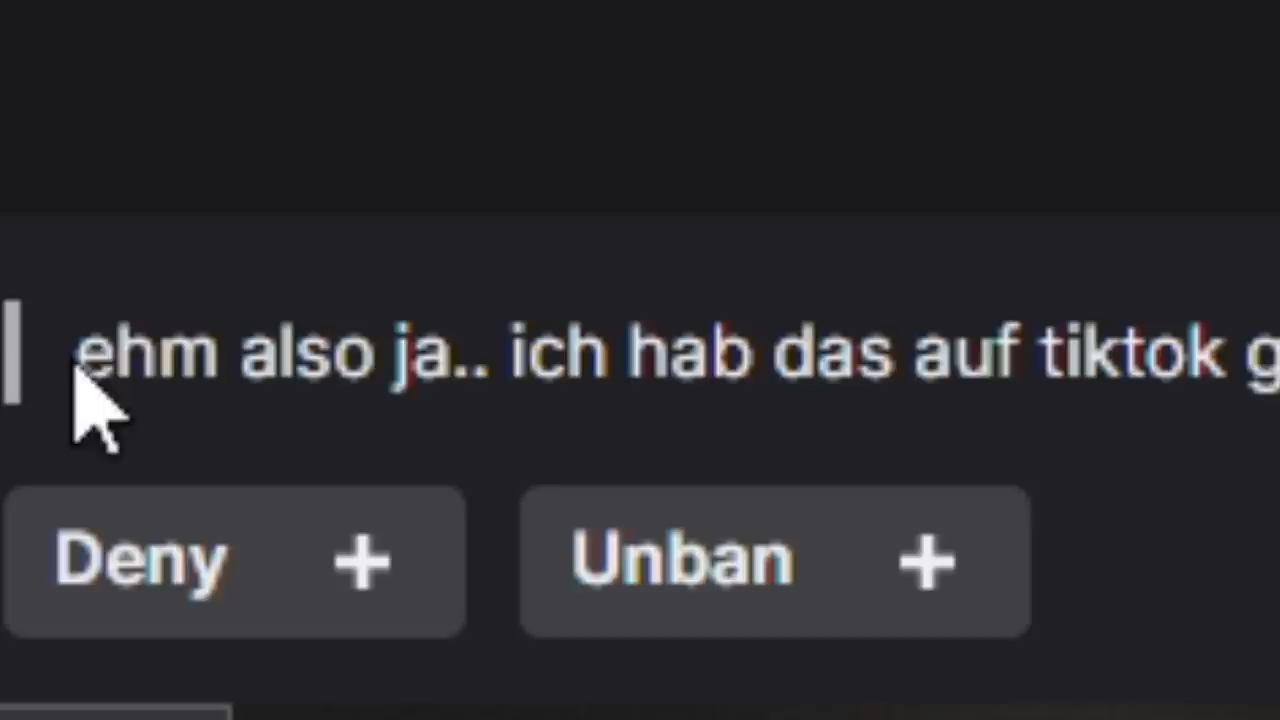 ehm also ja.. ich hab das auf tiktok g
Deny +
Unban +